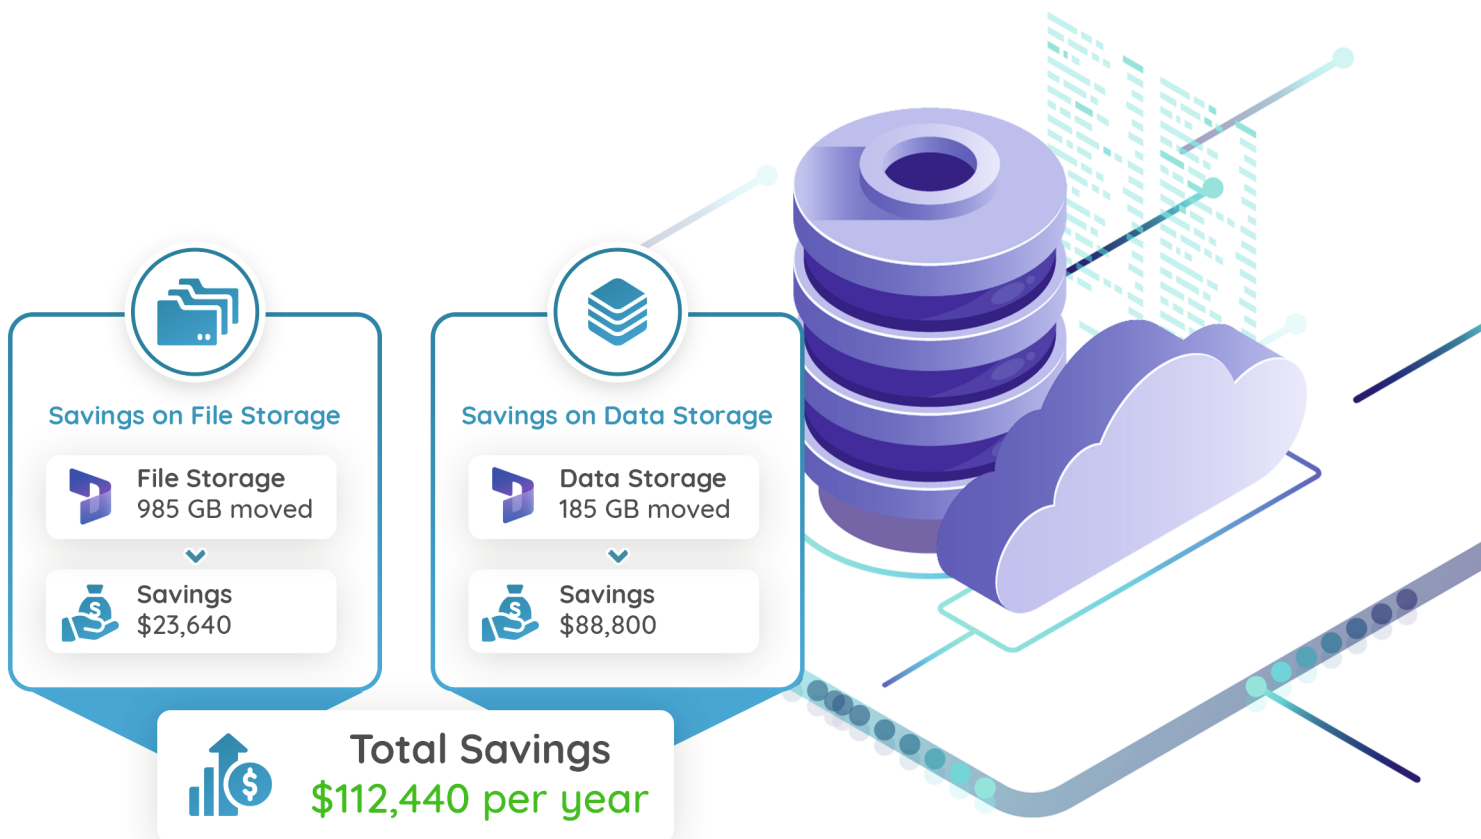 Savings on File Storage
File Storage
985 GB moved
Savings
$23,640
Savings on Data Storage
Data Storage
185 GB moved
Savings
$88,800
Total Savings
$112,440 per year